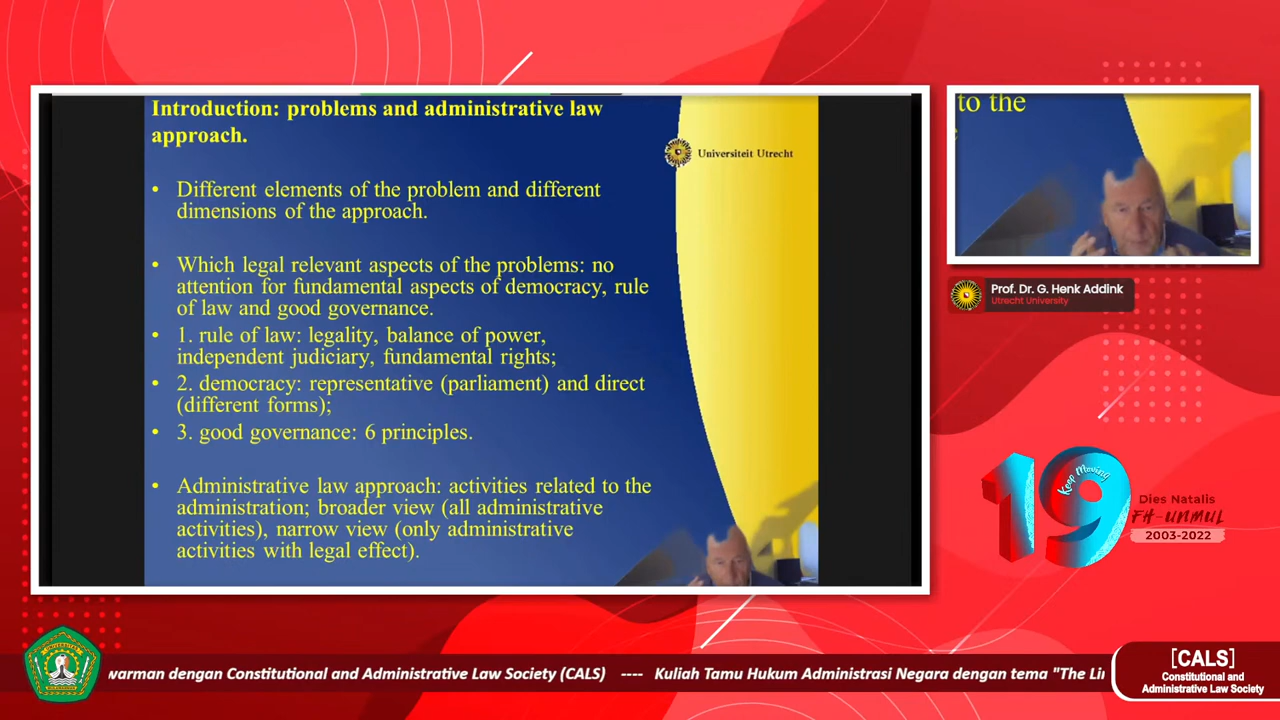 Introduction: problems and administrative law
approach.
Universiteit Utrecht
• Different elements of the problem and different
dimensions of the approach.
• Which legal relevant aspects of the problems: no
attention for fundamental aspects of democracy, rule
of law and good governance.
• 1. rule of law: legality, balance of power,
independent judiciary, fundamental rights;
• 2. democracy: representative (parliament) and direct
(different forms);
• 3. good governance: 6 principles.
• Administrative law approach: activities related to the
administration; broader view (all administrative
activities), narrow view (only administrative
activities with legal effect).
to the
Prof. Dr. G. Henk Addink
Utrecht University
19
Keep Moving
Dies Natalis
FH-UNMUL
2003-2022
warman dengan Constitutional and Administrative Law Society (CALS) ---- Kuliah Tamu Hukum Administrasi Negara dengan tema "The Li
[CALS]
Constitutional and
Administrative Law Society